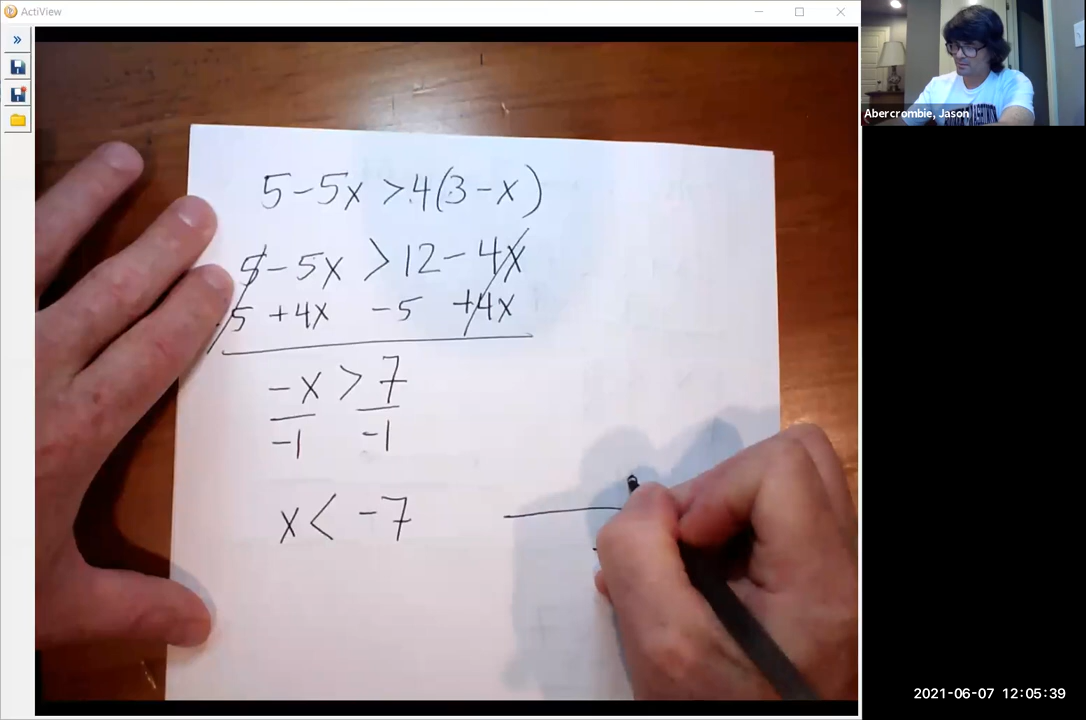 ActiView
Abercrombie, Jason
5-5x >4(3-x)
5-5x >12-4x
-5 +4x -5 +4x
-x > 7
-1 -1
x < -7
2021-06-07 12:05:39